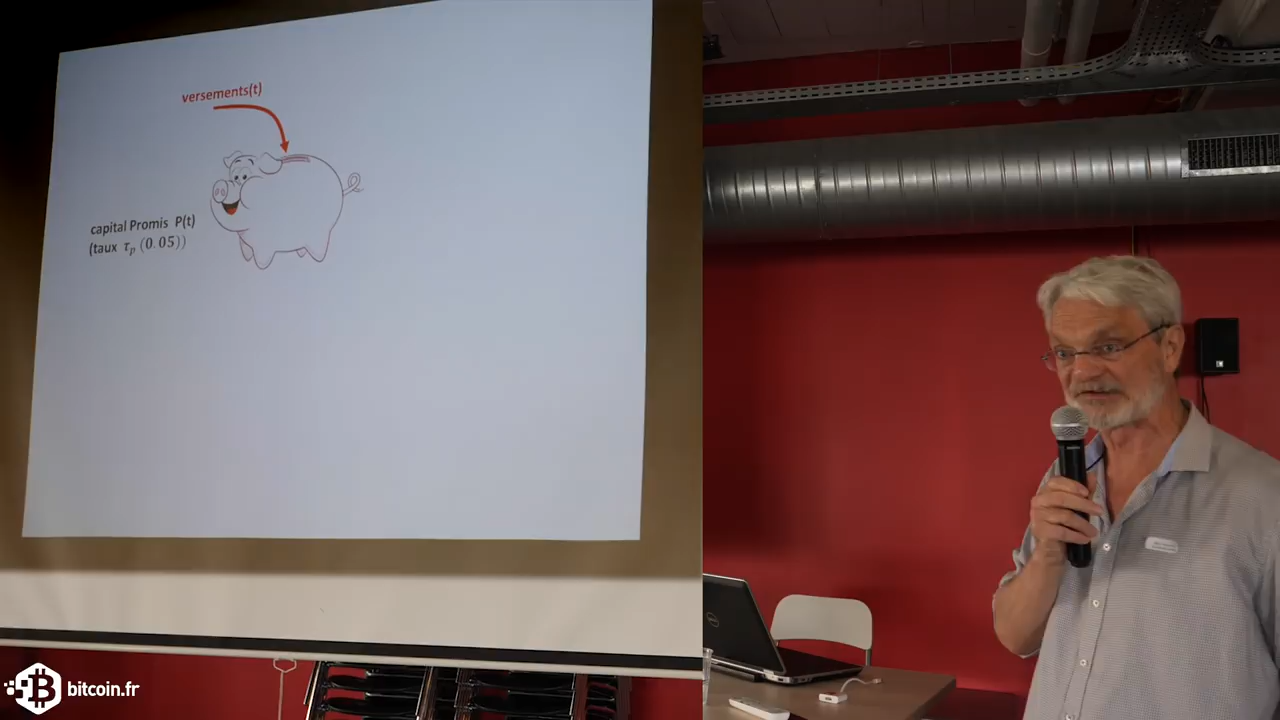 versements(t)
capital Promis P(t)
(taux τₚ (0.05))
bitcoin.fr